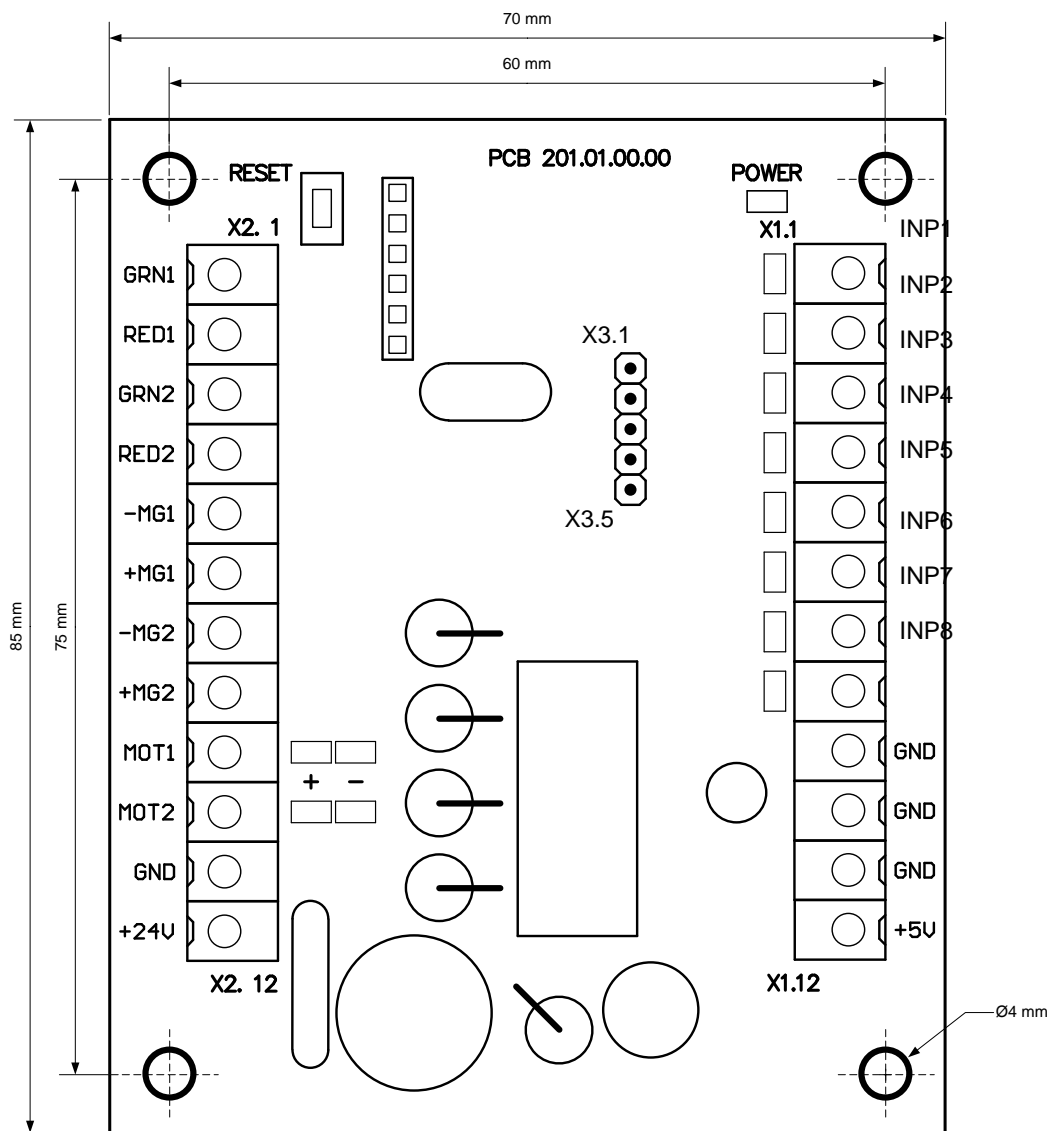 70 mm
60 mm
PCB 201.01.00.00
RESET
POWER
X2. 1
X1.1
INP1
GRN1
INP2
RED1
INP3
X3.1
GRN2
INP4
RED2
INP5
-MG1
X3.5
INP6
+MG1
INP7
-MG2
INP8
+MG2
MOT1
GND
+ -
MOT2
GND
GND
GND
+24V
+5V
X2. 12
X1.12
85 mm
75 mm
Ø4 mm